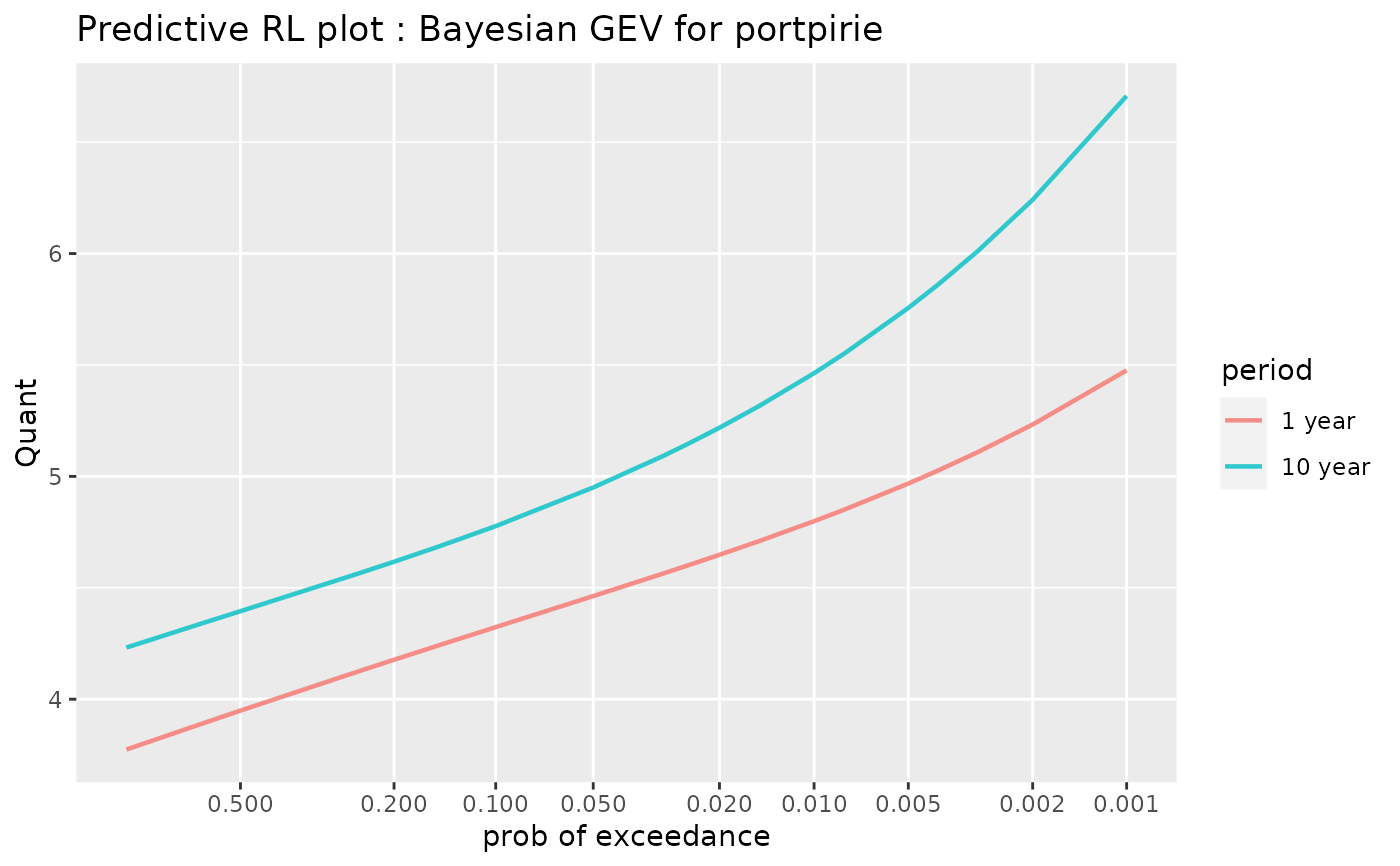 Predictive RL plot : Bayesian GEV for portpirie
Quant
6
5
4
0.500 0.200 0.100 0.050 0.020 0.010 0.005 0.002 0.001
prob of exceedance
period
1 year
10 year